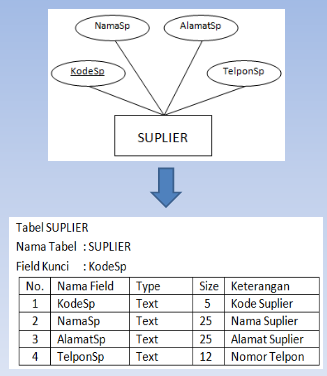 NamaSp
AlamatSp
KodeSp
TelponSp
SUPLIER
Tabel SUPLIER
Nama Tabel : SUPLIER
Field Kunci : KodeSp
No. Nama Field Type Size Keterangan
1 KodeSp Text 5 Kode Suplier
2 NamaSp Text 25 Nama Suplier
3 AlamatSp Text 25 Alamat Suplier
4 TelponSp Text 12 Nomor Telpon